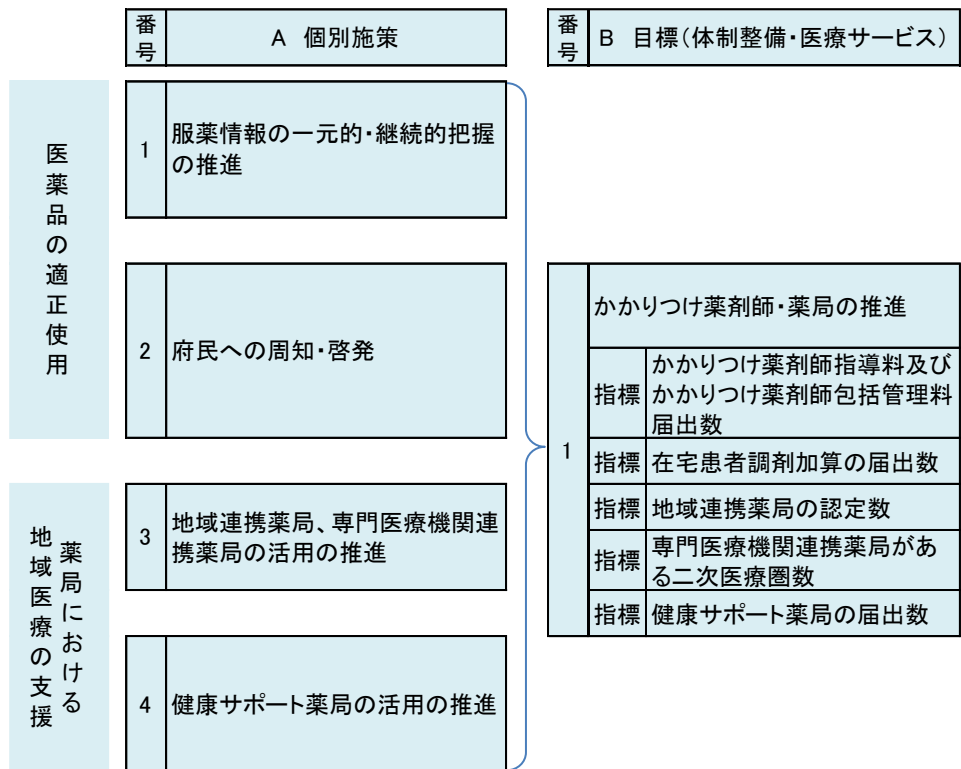 番号
A 個別施策
番号
B 目標（体制整備・医療サービス）
医薬品の適正使用
1
服薬情報の一元的・継続的把握
の推進
2
府民への周知・啓発
薬局における
地域医療の支援
3
地域連携薬局、専門医療機関連
携薬局の活用の推進
4
健康サポート薬局の活用の推進
1
かかりつけ薬剤師・薬局の推進
指標
かかりつけ薬剤師指導料及び
かかりつけ薬剤師包括管理料
届出数
指標
在宅患者調剤加算の届出数
指標
地域連携薬局の認定数
指標
専門医療機関連携薬局があ
る二次医療圏数
指標
健康サポート薬局の届出数